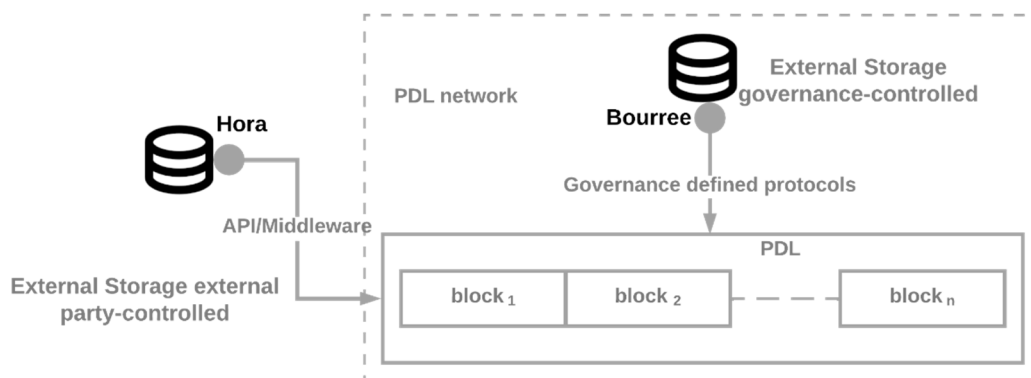 External Storage
governance-controlled
PDL network
Bourree
Hora
Governance defined protocols
API/Middleware
PDL
External Storage external
party-controlled
block 1
block 2
block n